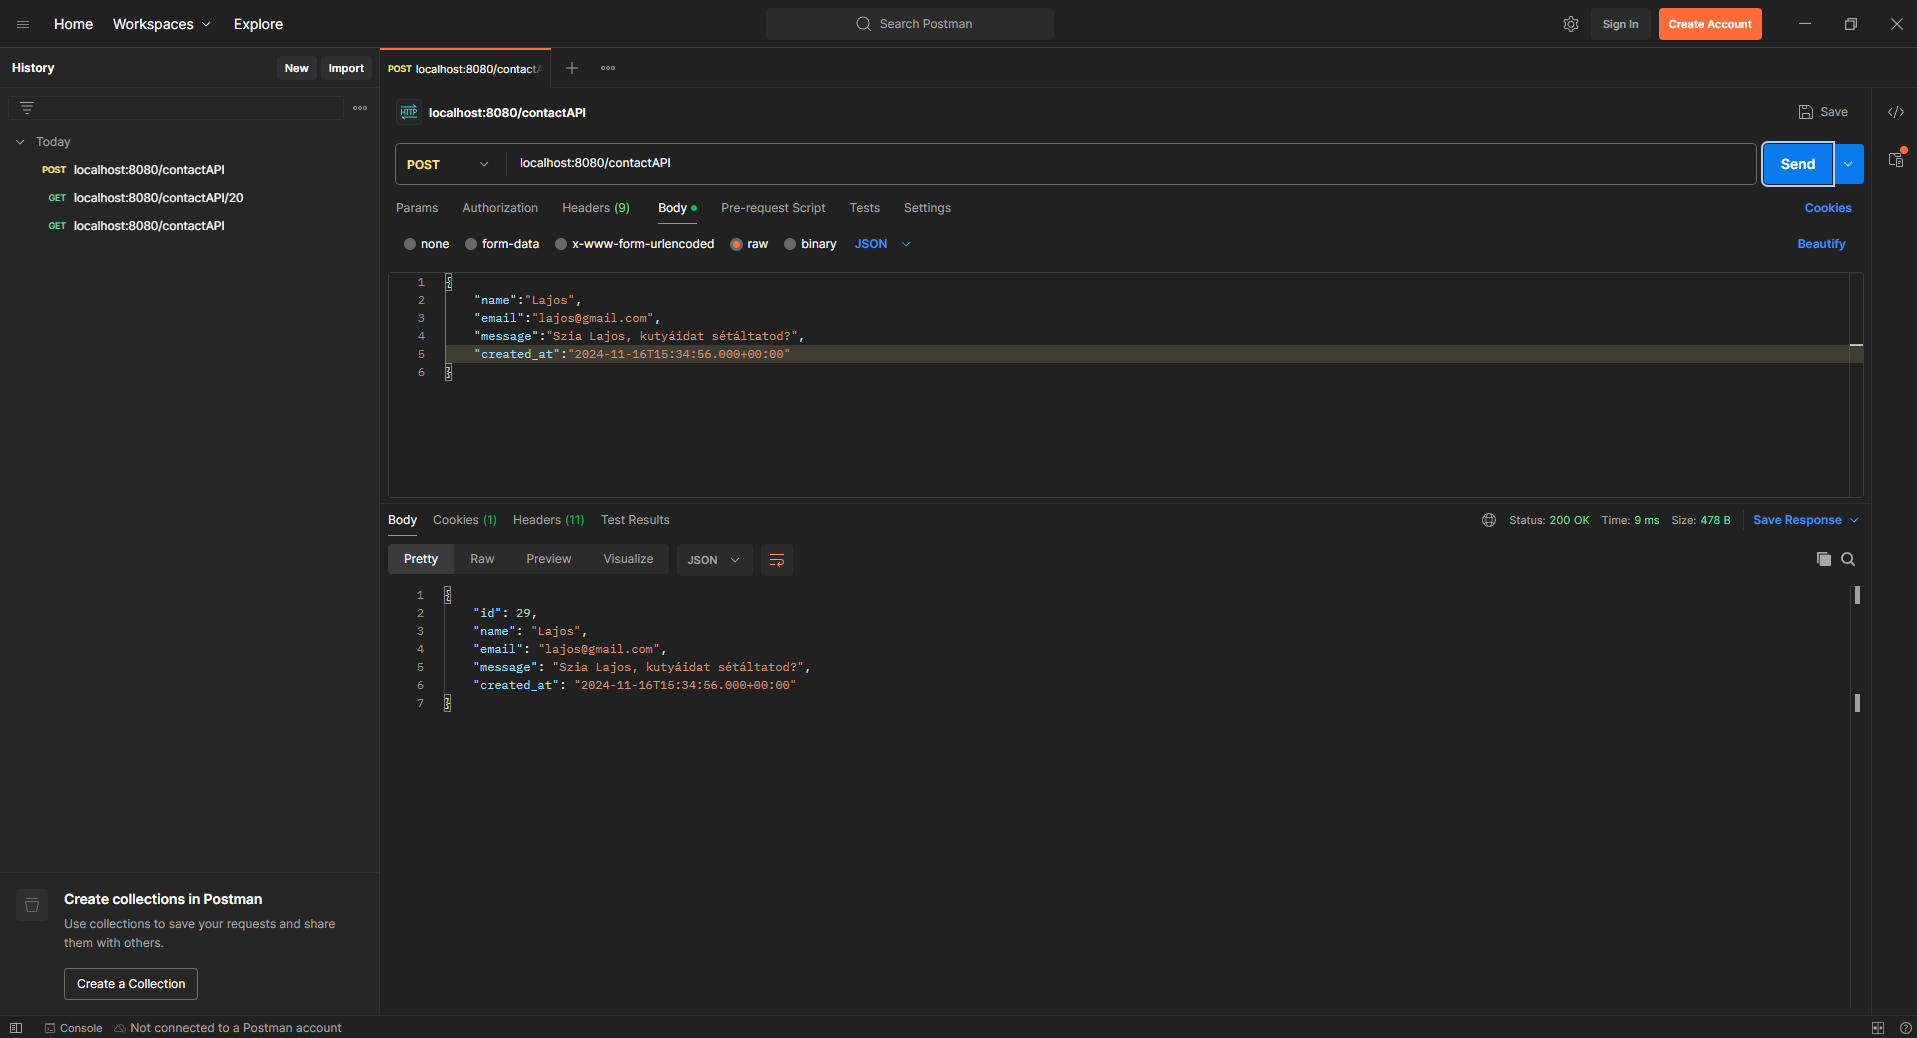 Home Workspaces Explore Search Postman Sign In Create Account
History New Import
POST localhost:8080/contactA
Today
POST localhost:8080/contactAPI
GET localhost:8080/contactAPI/20
GET localhost:8080/contactAPI
HTTP localhost:8080/contactAPI Save
POST localhost:8080/contactAPI Send
Params Authorization Headers (9) Body Pre-request Script Tests Settings Cookies
none form-data x-www-form-urlencoded raw binary JSON Beautify
1 {
2 "name":"Lajos",
3 "email":"lajos@gmail.com",
4 "message":"Szia Lajos, kutyáidat sétáltatod?",
5 "created_at":"2024-11-16T15:34:56.000+00:00"
6 }
Body Cookies (1) Headers (11) Test Results Status: 200 OK Time: 9 ms Size: 478 B Save Response
Pretty Raw Preview Visualize JSON
1 {
2 "id": 29,
3 "name": "Lajos",
4 "email": "lajos@gmail.com",
5 "message": "Szia Lajos, kutyáidat sétáltatod?",
6 "created_at": "2024-11-16T15:34:56.000+00:00"
7 }
Create collections in Postman
Use collections to save your requests and share
them with others.
Create a Collection
Console Not connected to a Postman account